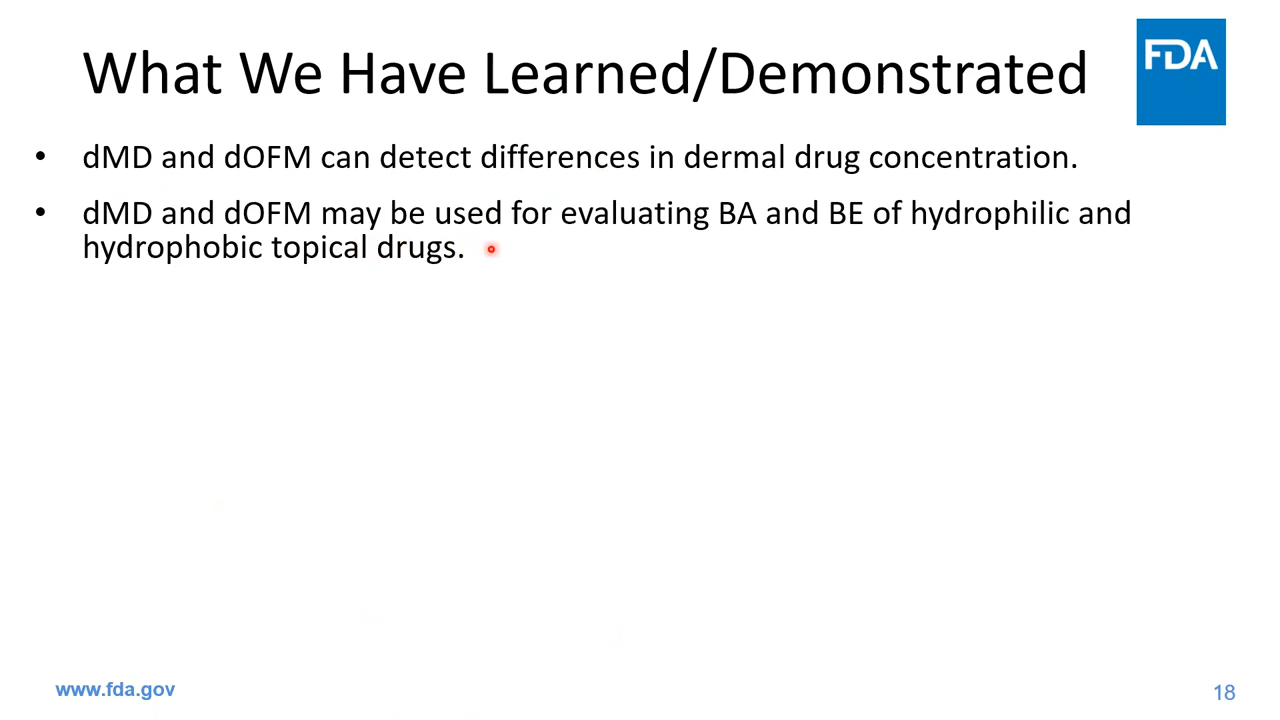 What We Have Learned/Demonstrated
FDA
• dMD and dOFM can detect differences in dermal drug concentration.
• dMD and dOFM may be used for evaluating BA and BE of hydrophilic and
hydrophobic topical drugs.
www.fda.gov
18